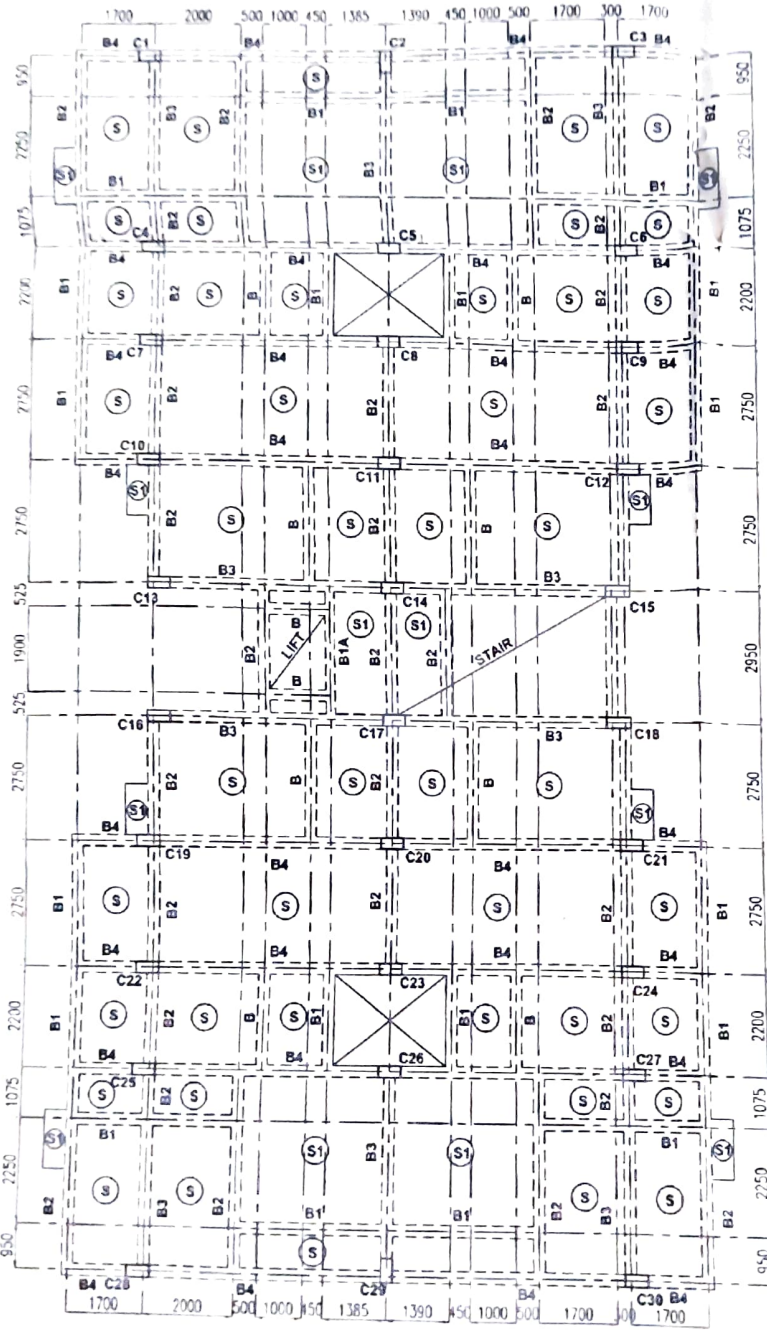 1700 2000 500 1000 450 1385 1390 450 1000 500 1700 300 1700
B4 C1 B4 C2 B4 C3 B4
950 950
S
B2 B3 B2 B1 B1 B2 B3 B2
S S S S
2250 2250
S1 S1 B3 S1 S1
B1 B1
1075 S S B2 S B2 S 1075
C4 C5 C6
B4 B4 B4 B4
2200 B1 S B2 S B S B1 B1 S B S B2 S B1 2200
B4 C7 B4 C8 B4 C9 B4
2750 B1 S B2 S B2 S B2 S B1 2750
B4 B4
C10 C11 C12
B4 B4
S1 S1
2750 B2 S B S B2 S B S 2750
B3 B3
525 C13 C14 C15
B S1 S1
1900 B2 LIFT B1A B2 B2 STAIR 2950
B
525
C16 B3 C17 B3 C18
2750 B2 S B S B2 S B S 2750
S1 S1
B4 B4
C19 C20 C21
B4 B4
2750 B1 S B2 S B2 S B2 S B1 2750
B4 B4 B4 B4
C22 C23 C24
2200 B1 S B2 S B S B1 B1 S B S B2 S B1 2200
B4 B4 C26 C27 B4
C25
1075 S B2 S S B2 S 1075
S1 B1 B1 S1
S1 B3 S1
2250 S S S S 2250
B2 B3 B2 B1 B1 B2 B3 B2
950 S 950
B4 C28 B4 C29 B4 C30 B4
1700 2000 500 1000 450 1385 1390 450 1000 500 1700 300 1700